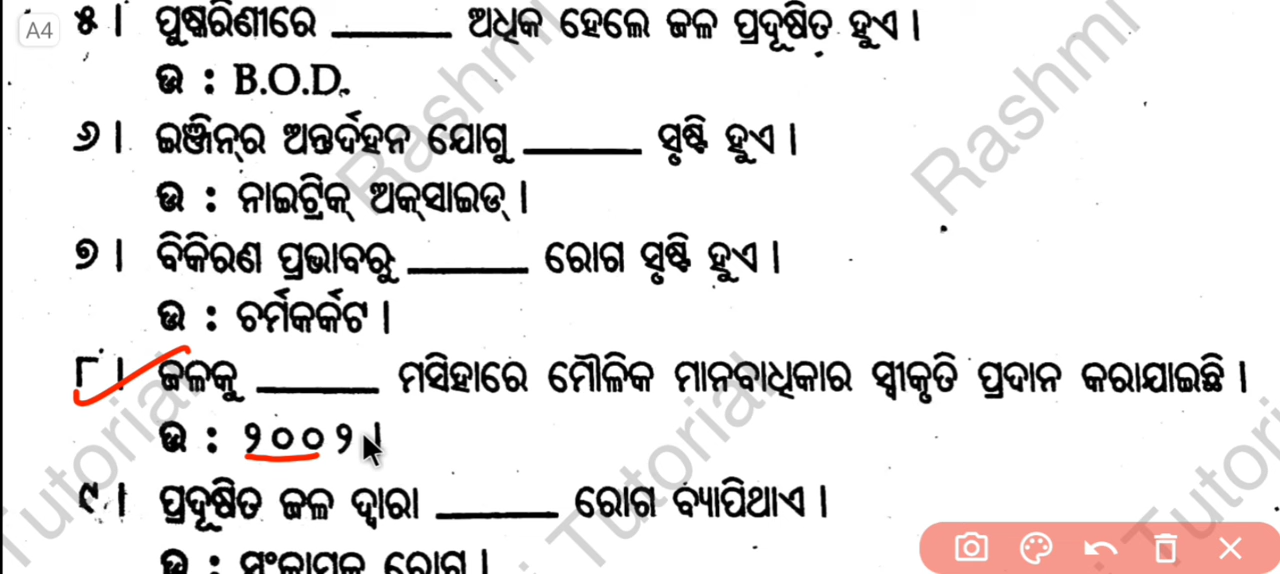 A4
୫ । ପୁଷ୍କରିଣୀରେ ______ ଅଧିକ ହେଲେ ଜଳ ପ୍ରଦୂଷିତ ହୁଏ ।
ଉ : B.O.D.
୬ । ଇଞ୍ଜିନ୍‌ର ଅନ୍ତର୍ଦହନ ଯୋଗୁ ______ ସୃଷ୍ଟି ହୁଏ ।
ଉ : ନାଇଟ୍ରିକ୍ ଅକ୍‌ସାଇଡ୍ ।
୭ । ବିକିରଣ ପ୍ରଭାବରୁ ______ ରୋଗ ସୃଷ୍ଟି ହୁଏ ।
ଉ : ଚର୍ମକର୍କଟ ।
୮ । ଜଳକୁ ______ ମସିହାରେ ମୌଳିକ ମାନବାଧିକାର ସ୍ୱୀକୃତି ପ୍ରଦାନ କରାଯାଇଛି ।
ଉ : ୨୦୦୨ ।
୯ । ପ୍ରଦୂଷିତ ଜଳ ଦ୍ୱାରା ______ ରୋଗ ବ୍ୟାପିଥାଏ ।
ଉ : ସଂକ୍ରାମକ ରୋଗ ।
Rashmi
Rashmi
Tutorial
Tutorial
Tutori